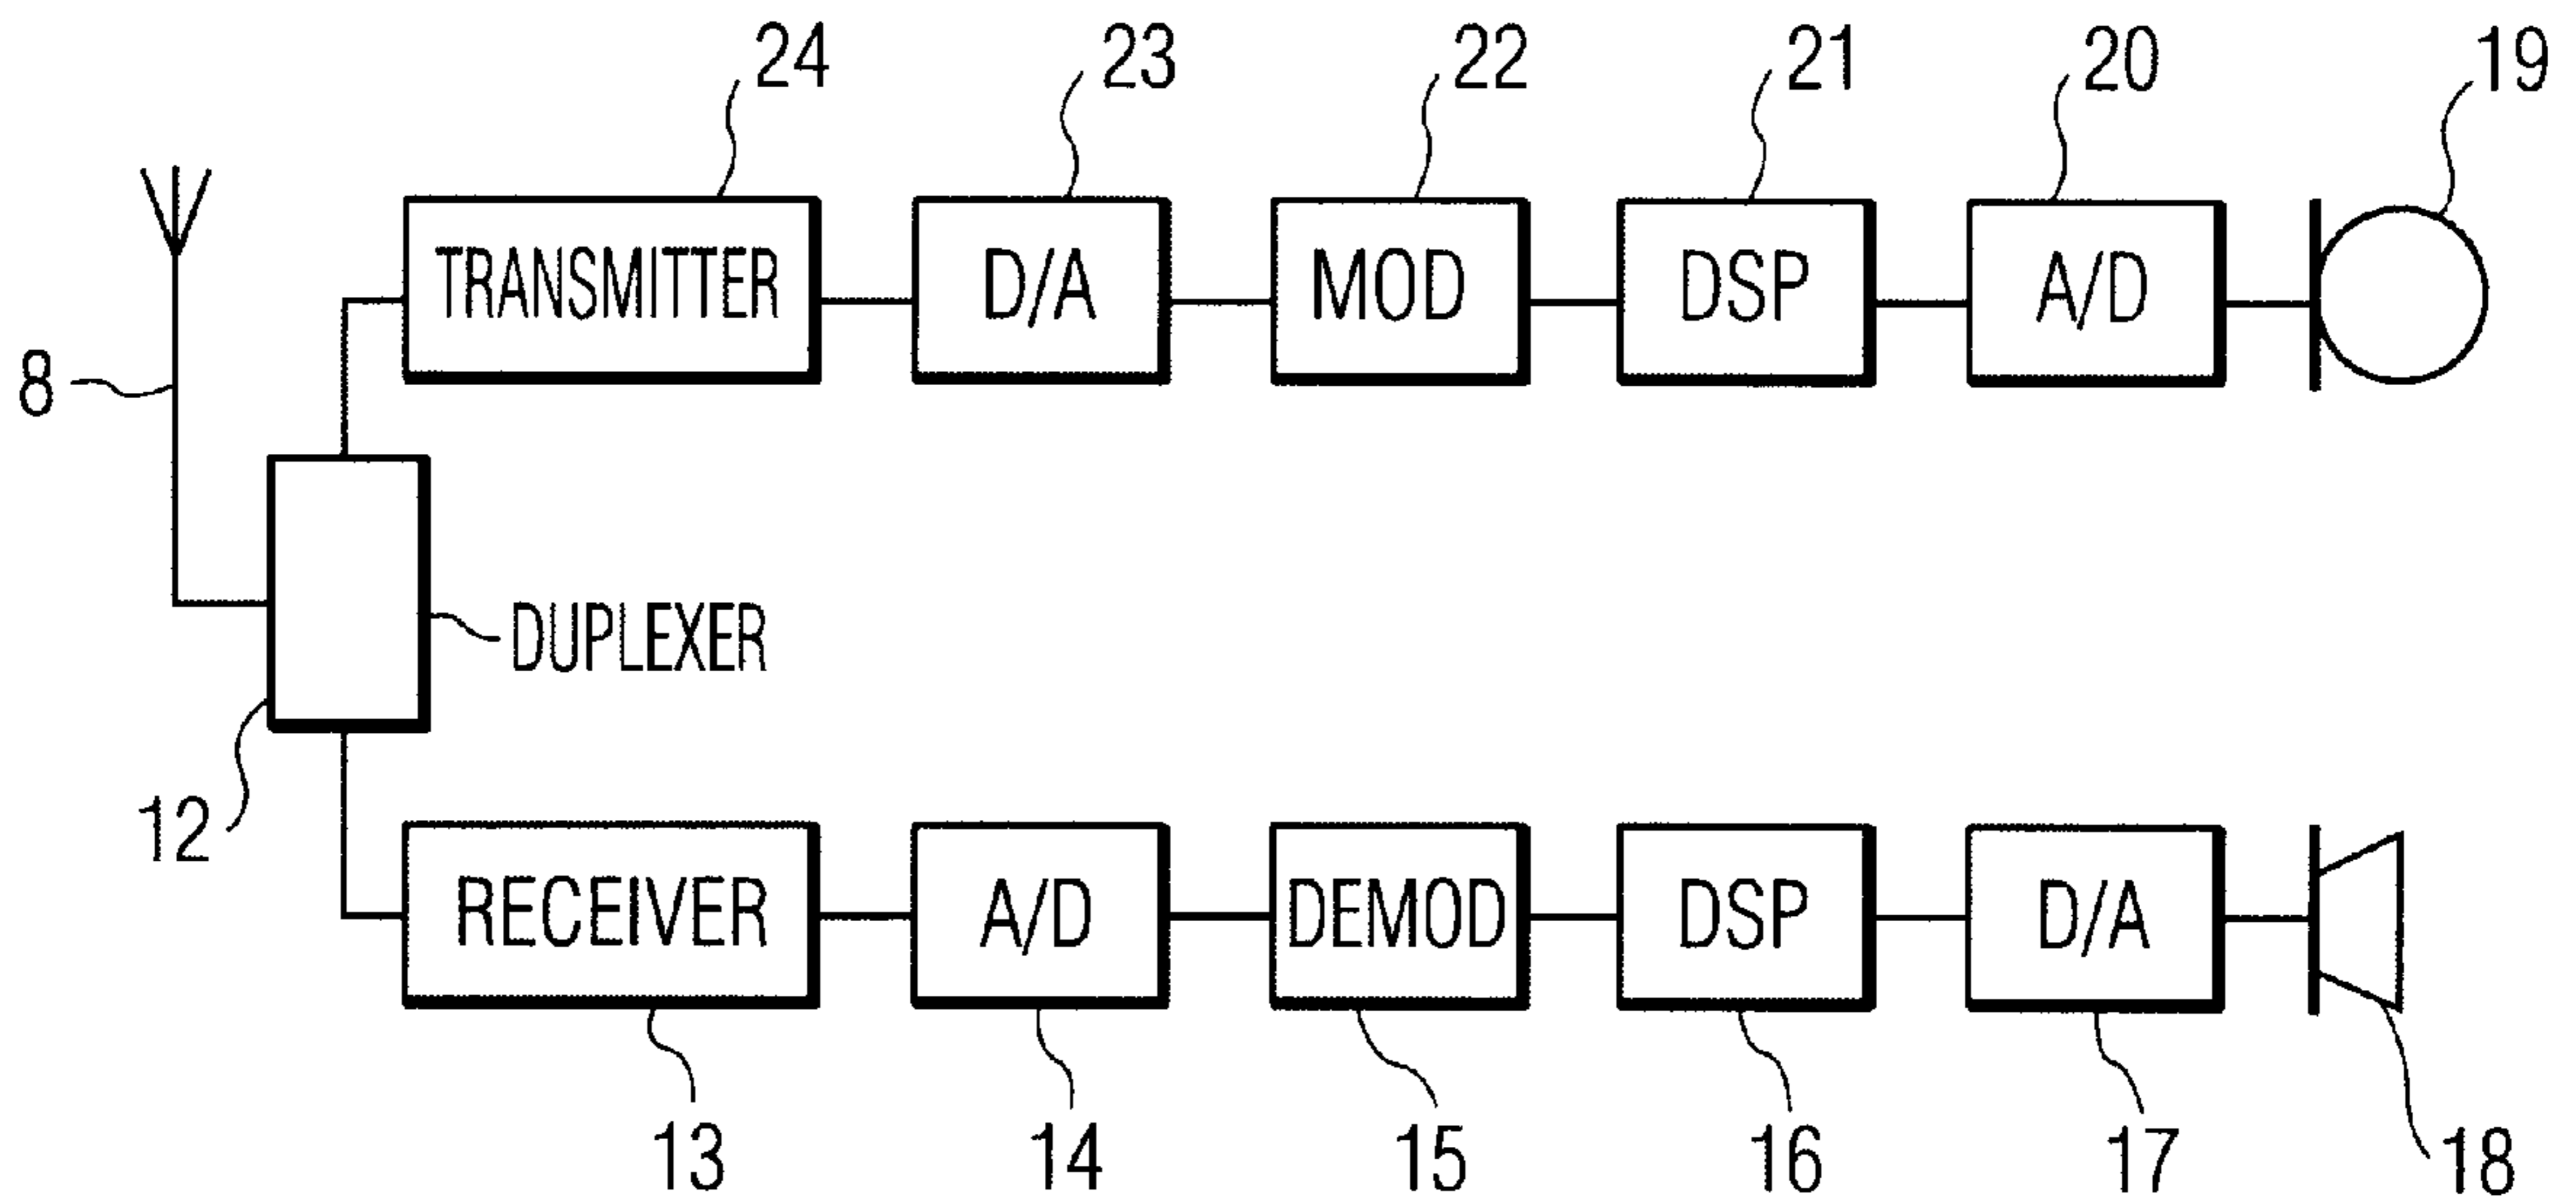 24 23 22 21 20 19
TRANSMITTER D/A MOD DSP A/D
8
DUPLEXER
12
RECEIVER A/D DEMOD DSP D/A
13 14 15 16 17 18